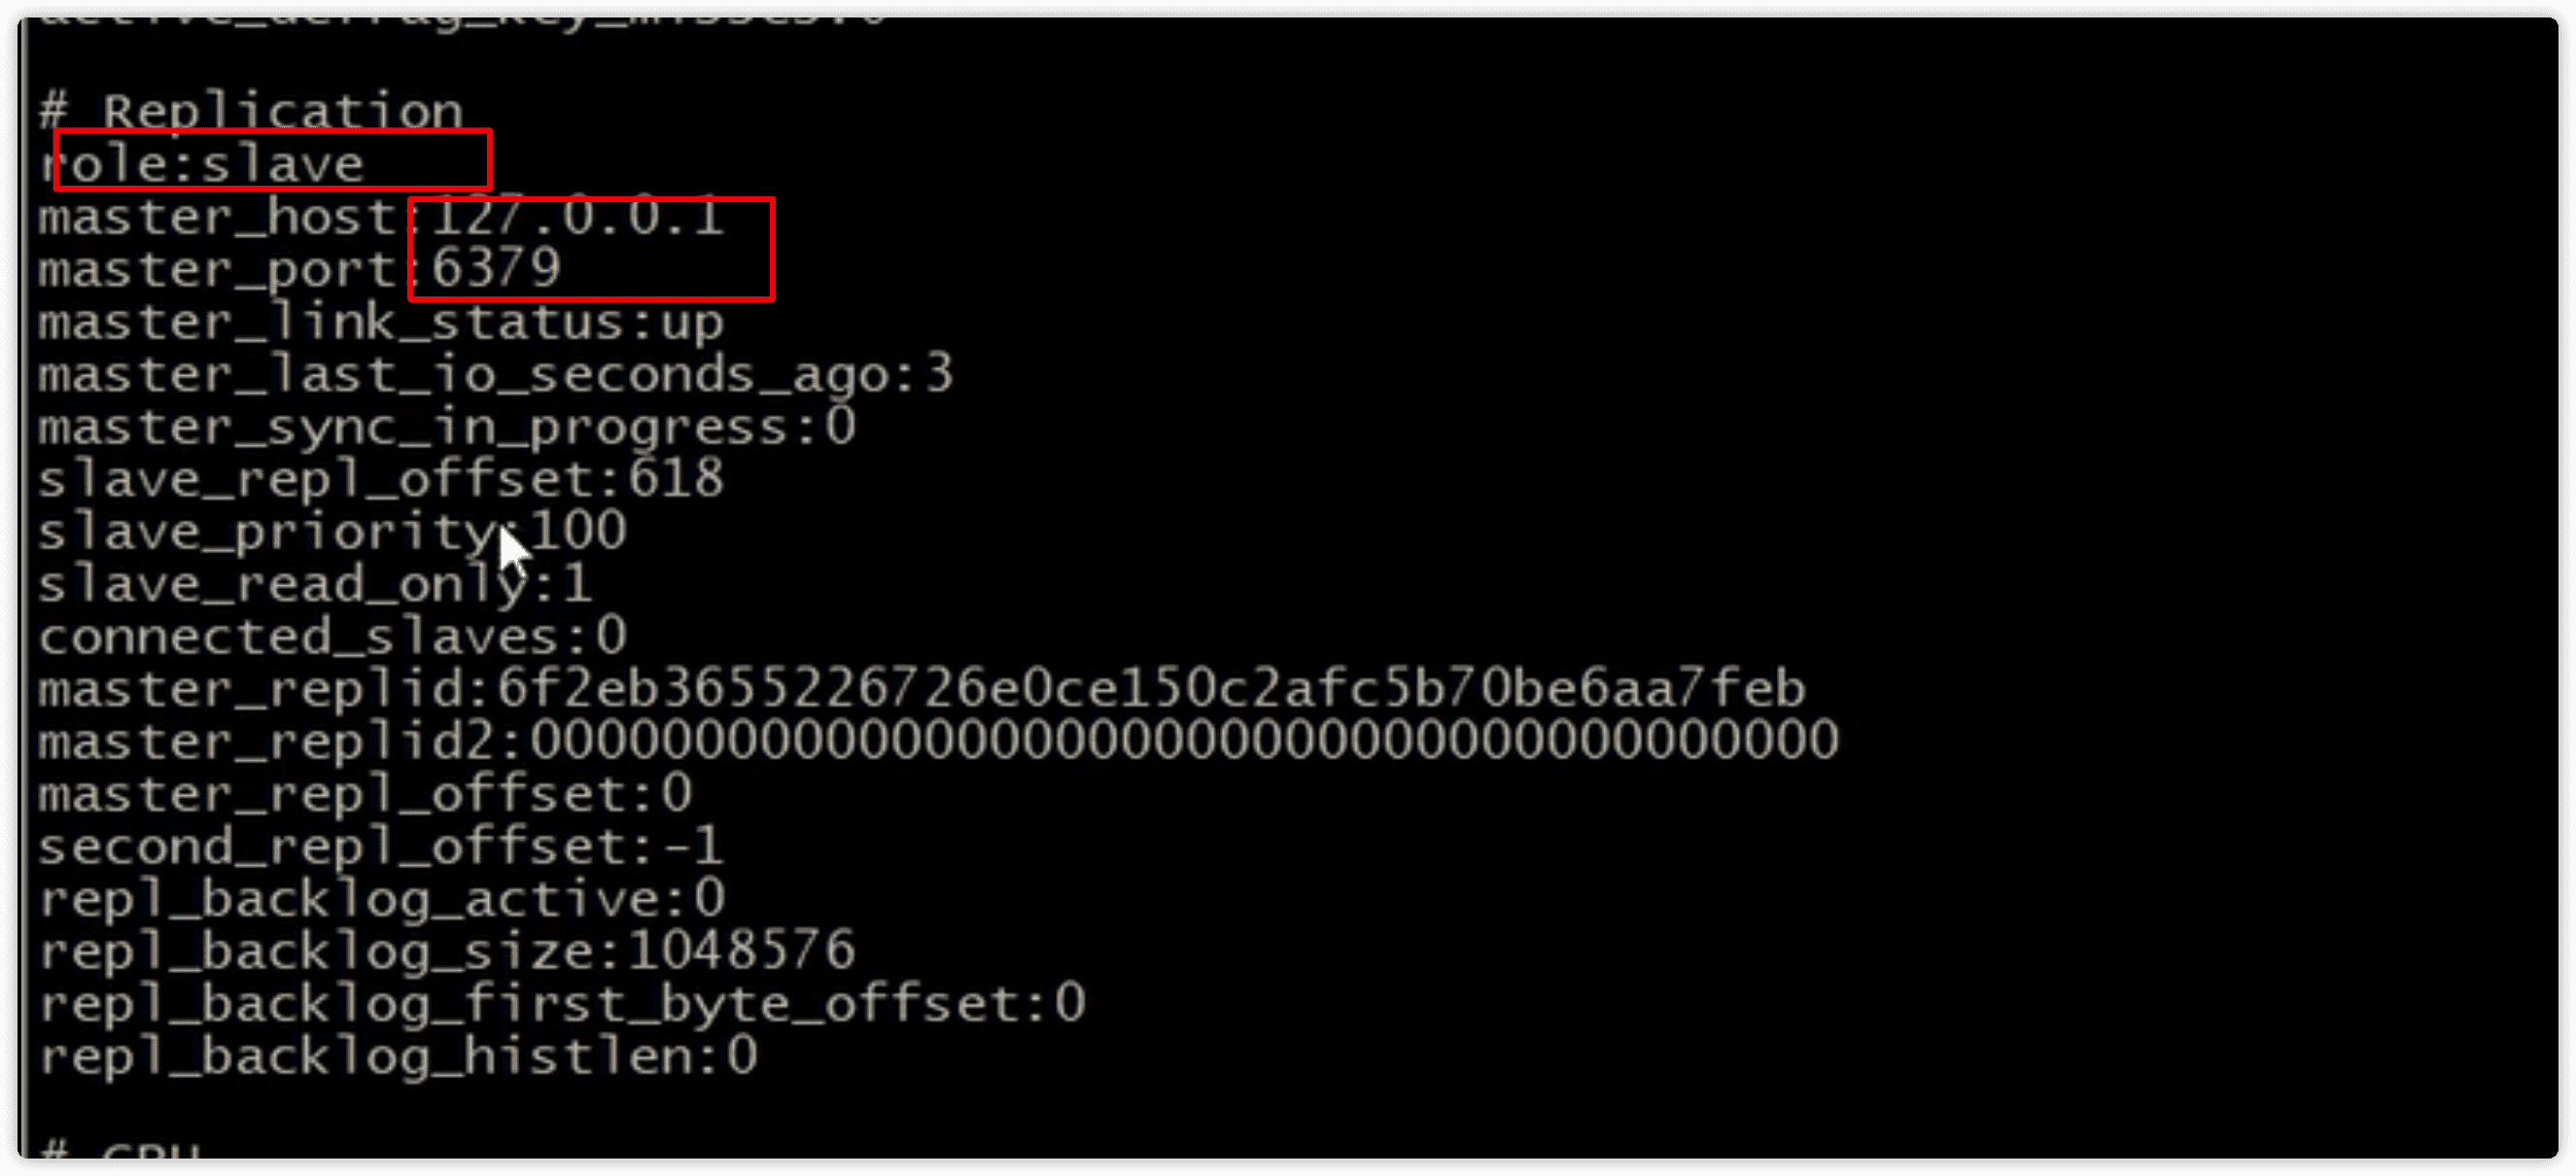 # Replication
role:slave
master_host:127.0.0.1
master_port:6379
master_link_status:up
master_last_io_seconds_ago:3
master_sync_in_progress:0
slave_repl_offset:618
slave_priority:100
slave_read_only:1
connected_slaves:0
master_replid:6f2eb3655226726e0ce150c2afc5b70be6aa7feb
master_replid2:0000000000000000000000000000000000000000
master_repl_offset:0
second_repl_offset:-1
repl_backlog_active:0
repl_backlog_size:1048576
repl_backlog_first_byte_offset:0
repl_backlog_histlen:0
# CPU